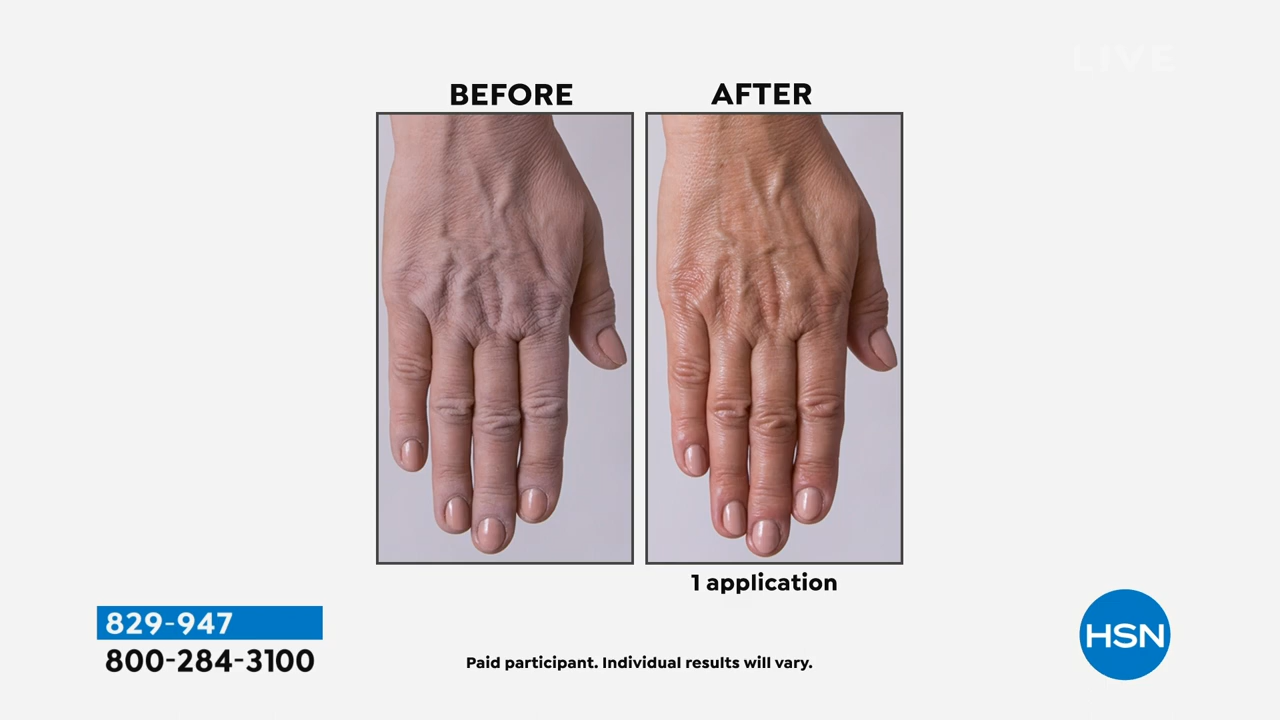 LIVE
BEFORE
AFTER
1 application
829-947
800-284-3100
Paid participant. Individual results will vary.
HSN